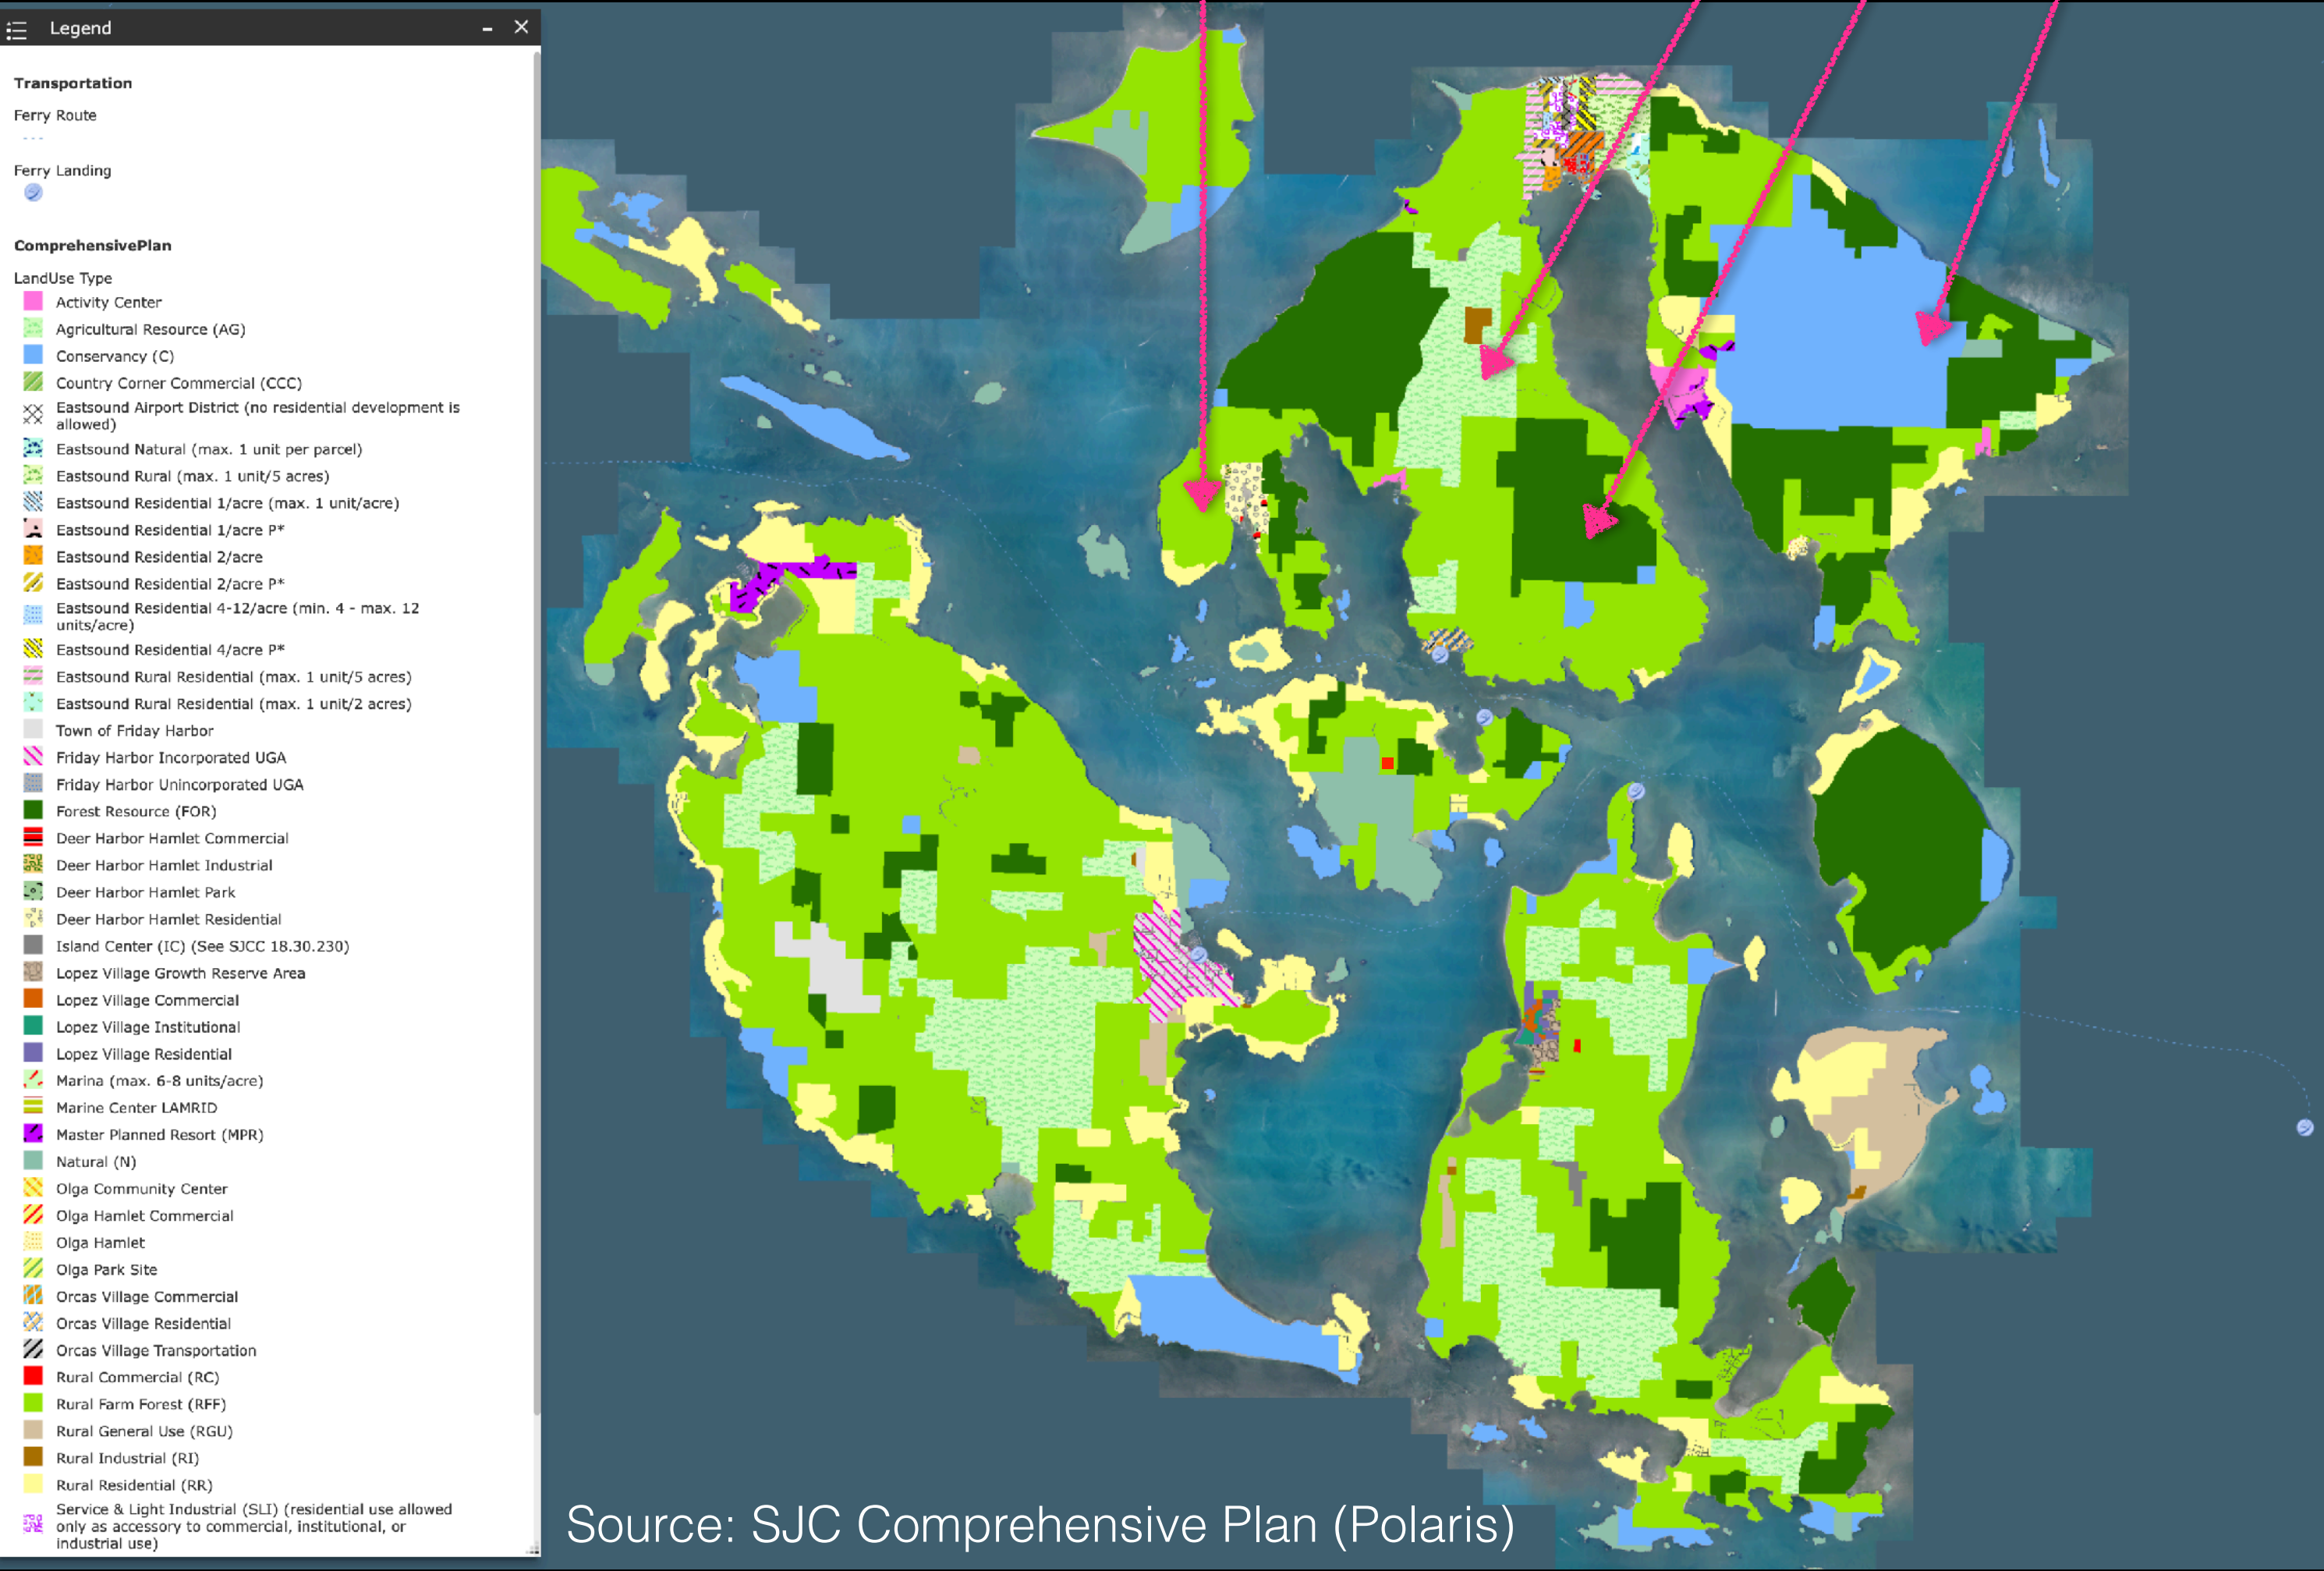 Legend
Transportation
Ferry Route
Ferry Landing
ComprehensivePlan
LandUse Type
Activity Center
Agricultural Resource (AG)
Conservancy (C)
Country Corner Commercial (CCC)
Eastsound Airport District (no residential development is
allowed)
Eastsound Natural (max. 1 unit per parcel)
Eastsound Rural (max. 1 unit/5 acres)
Eastsound Residential 1/acre (max. 1 unit/acre)
Eastsound Residential 1/acre P*
Eastsound Residential 2/acre
Eastsound Residential 2/acre P*
Eastsound Residential 4-12/acre (min. 4 - max. 12
units/acre)
Eastsound Residential 4/acre P*
Eastsound Rural Residential (max. 1 unit/5 acres)
Eastsound Rural Residential (max. 1 unit/2 acres)
Town of Friday Harbor
Friday Harbor Incorporated UGA
Friday Harbor Unincorporated UGA
Forest Resource (FOR)
Deer Harbor Hamlet Commercial
Deer Harbor Hamlet Industrial
Deer Harbor Hamlet Park
Deer Harbor Hamlet Residential
Island Center (IC) (See SJCC 18.30.230)
Lopez Village Growth Reserve Area
Lopez Village Commercial
Lopez Village Institutional
Lopez Village Residential
Marina (max. 6-8 units/acre)
Marine Center LAMRID
Master Planned Resort (MPR)
Natural (N)
Olga Community Center
Olga Hamlet Commercial
Olga Hamlet
Olga Park Site
Orcas Village Commercial
Orcas Village Residential
Orcas Village Transportation
Rural Commercial (RC)
Rural Farm Forest (RFF)
Rural General Use (RGU)
Rural Industrial (RI)
Rural Residential (RR)
Service & Light Industrial (SLI) (residential use allowed
only as accessory to commercial, institutional, or
industrial use)
Source: SJC Comprehensive Plan (Polaris)